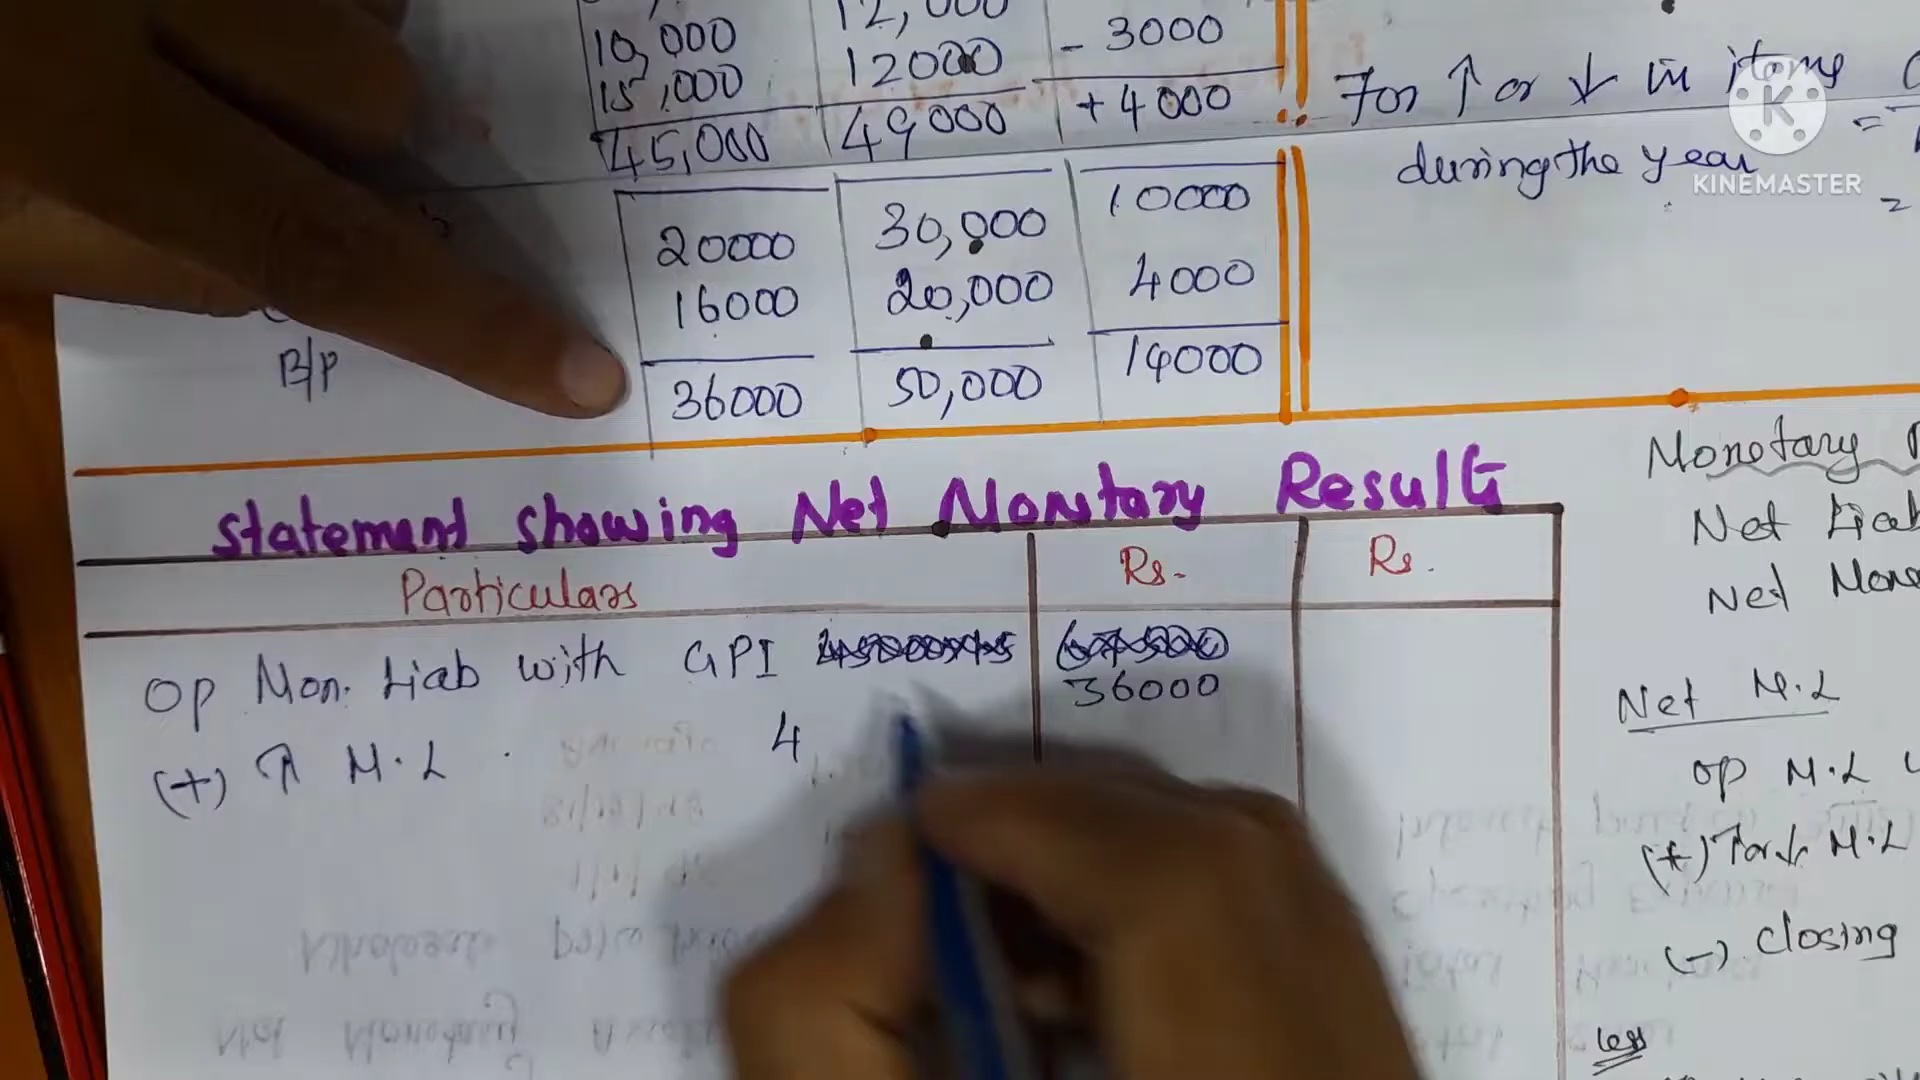 12,000
10,000 12000 - 3000
15,000
45,000 49000 + 4000
For ↑ or ↓ in items
during the year
=
=
KINEMASTER
20000 30,000 10000
16000 20,000 4000
B/P
36000 50,000 14000
Statement showing Net Monetary Result
Particulars Rs. Rs.
Op Mon. Liab with GPI
36000
(+) ↑ M.L 4
Monetary
Net Liab
Net Mone
Net M.L
op M.L
(+) ↑ or ↓ M.L
(-) Closing
Less